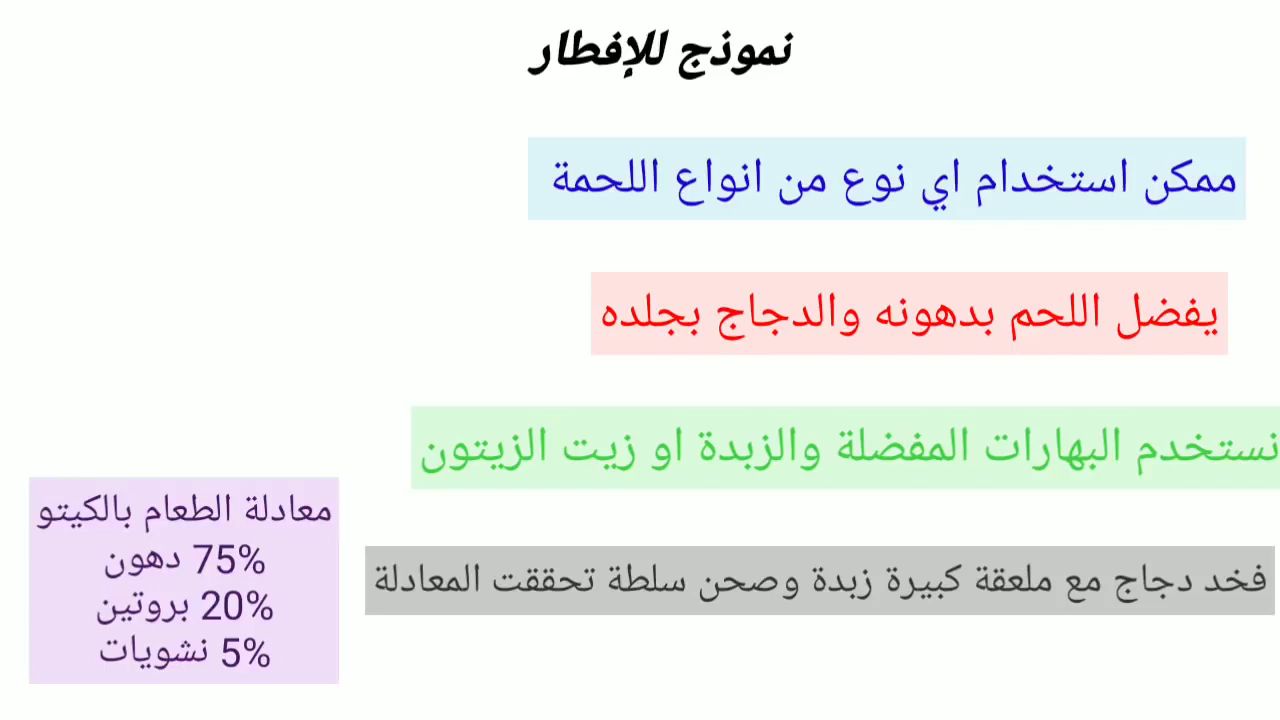 نموذج للإفطار
ممكن استخدام اي نوع من انواع اللحمة
يفضل اللحم بدهونه والدجاج بجلده
نستخدم البهارات المفضلة والزبدة او زيت الزيتون
فخد دجاج مع ملعقة كبيرة زبدة وصحن سلطة تحققت المعادلة
معادلة الطعام بالكيتو
75% دهون
20% بروتين
5% نشويات